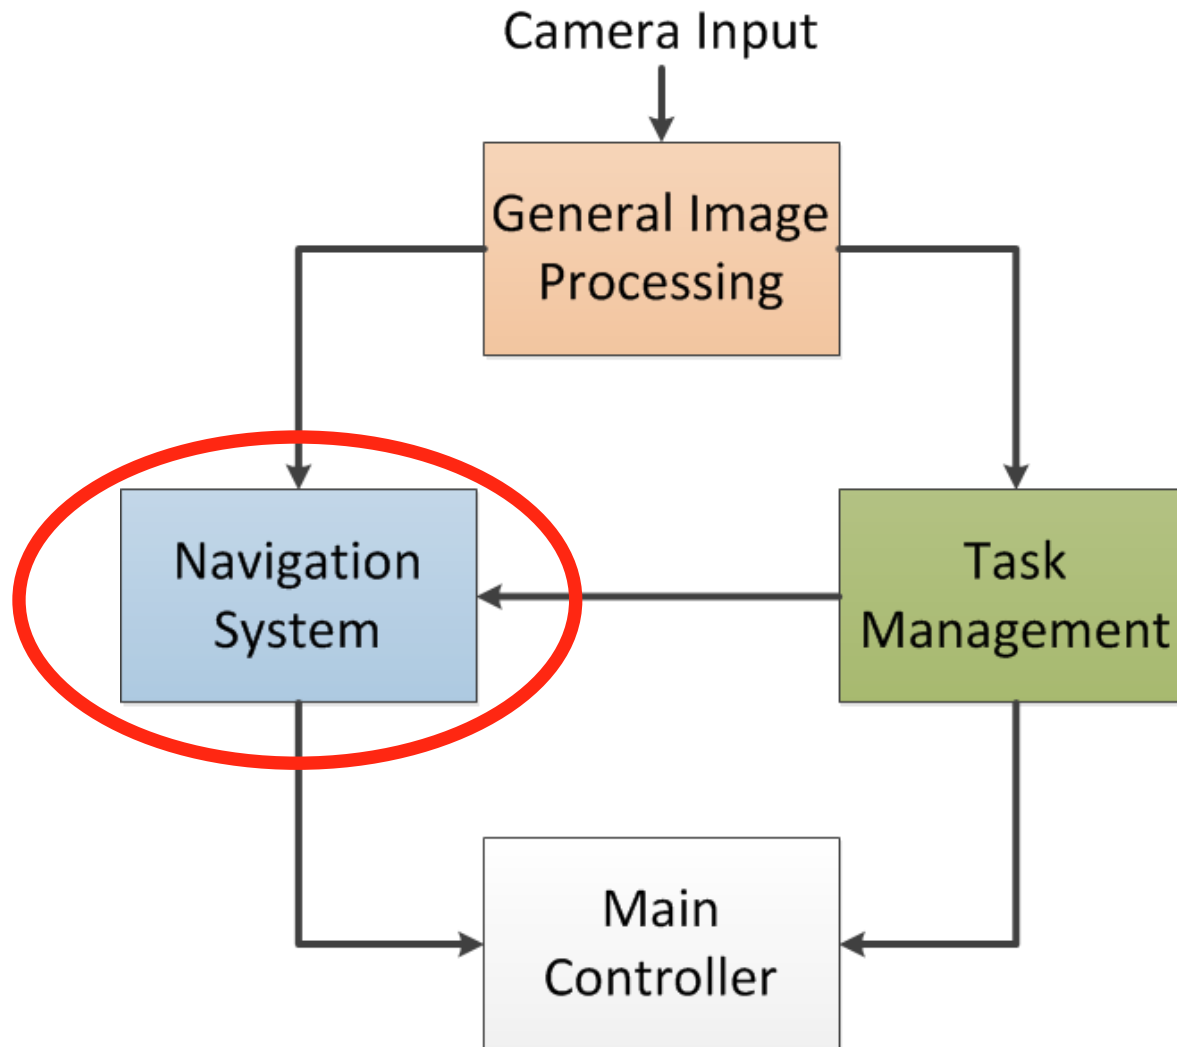 Camera Input
General Image
Processing
Navigation
System
Task
Management
Main
Controller